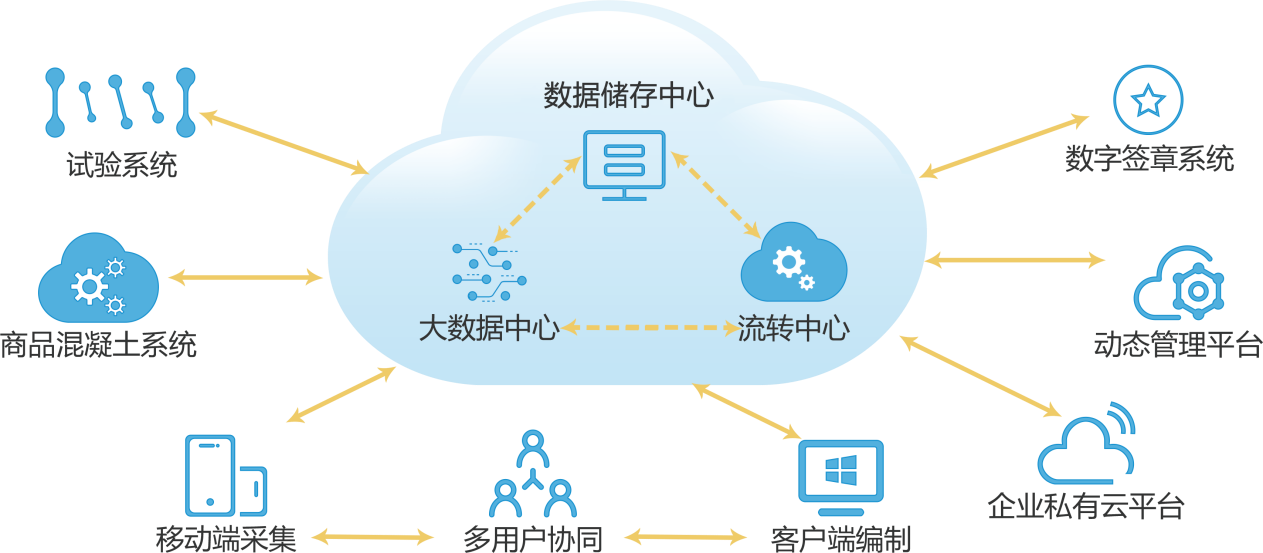 数据储存中心
试验系统
数字签章系统
大数据中心
流转中心
商品混凝土系统
动态管理平台
企业私有云平台
移动端采集
多用户协同
客户端编制